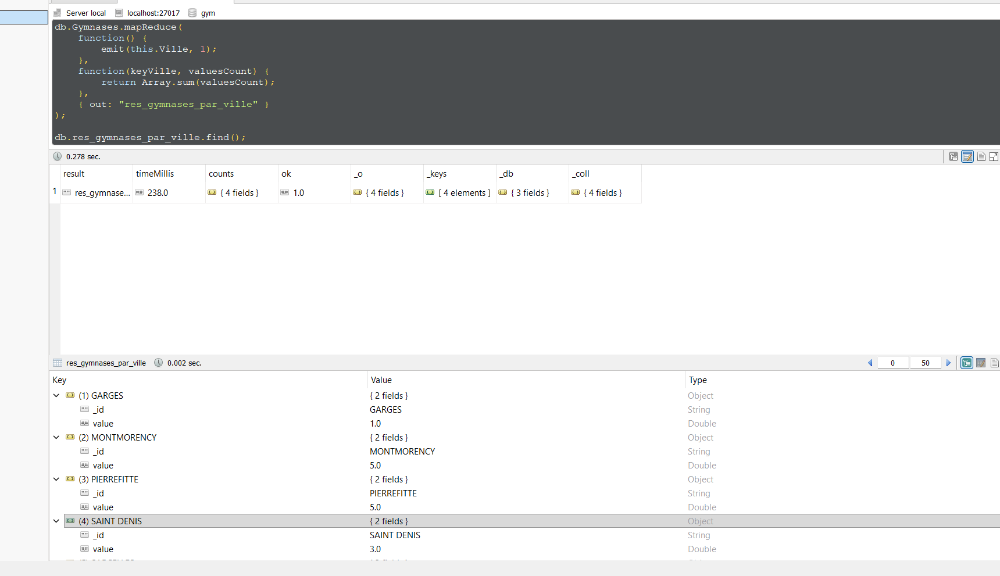 Server local localhost:27017 gym
db.Gymnases.mapReduce(
function() {
emit(this.Ville, 1);
},
function(keyVille, valuesCount) {
return Array.sum(valuesCount);
},
{ out: "res_gymnases_par_ville" }
);
db.res_gymnases_par_ville.find();
0.278 sec.
result timeMillis counts ok _o _keys _db _coll
1 res_gymnase... 238.0 { 4 fields } 1.0 { 4 fields } [ 4 elements ] { 3 fields } { 4 fields }
res_gymnases_par_ville 0.002 sec. 0 50
Key Value Type
(1) GARGES { 2 fields } Object
_id GARGES String
value 1.0 Double
(2) MONTMORENCY { 2 fields } Object
_id MONTMORENCY String
value 5.0 Double
(3) PIERREFITTE { 2 fields } Object
_id PIERREFITTE String
value 5.0 Double
(4) SAINT DENIS { 2 fields } Object
_id SAINT DENIS String
value 3.0 Double